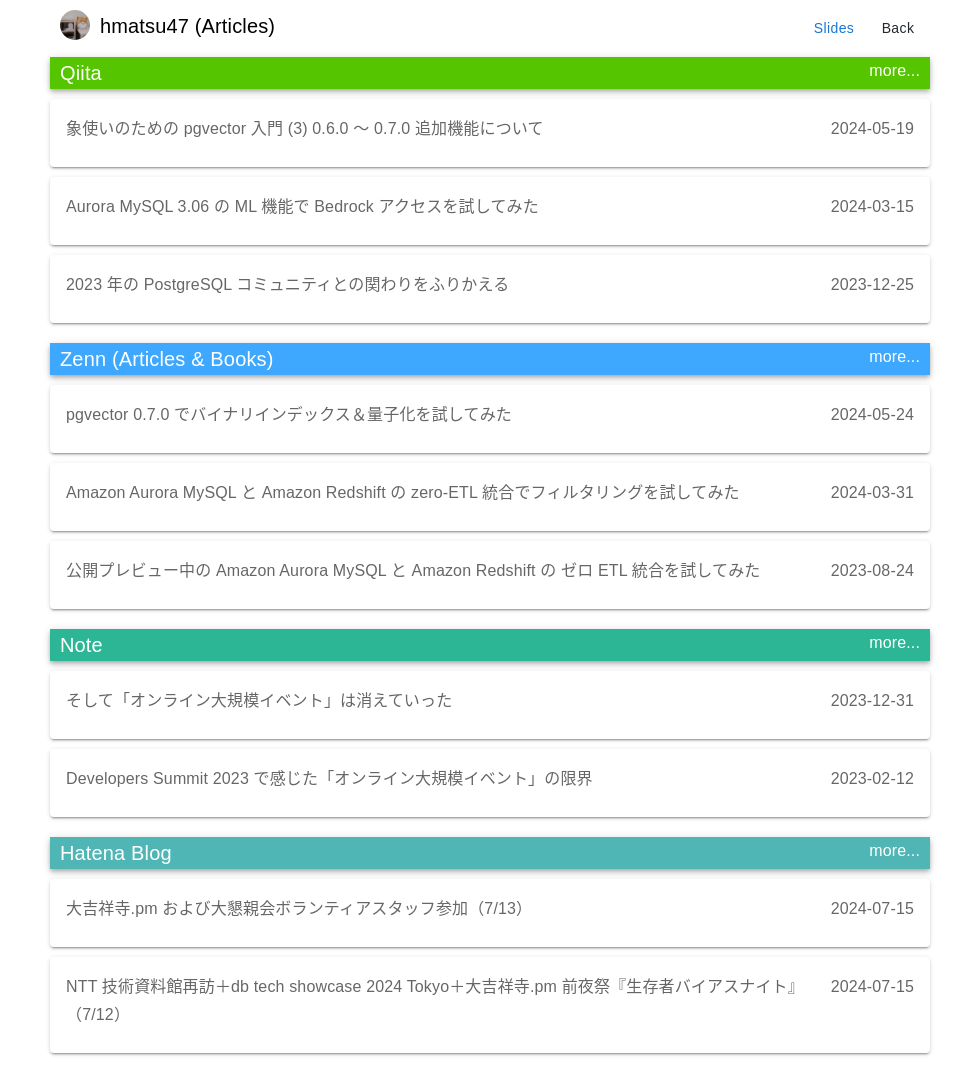 hmatsu47 (Articles)
Slides
Back
Qiita
more...
象使いのための pgvector 入門 (3) 0.6.0 〜 0.7.0 追加機能について
2024-05-19
Aurora MySQL 3.06 の ML 機能で Bedrock アクセスを試してみた
2024-03-15
2023 年の PostgreSQL コミュニティとの関わりをふりかえる
2023-12-25
Zenn (Articles & Books)
more...
pgvector 0.7.0 でバイナリインデックス＆量子化を試してみた
2024-05-24
Amazon Aurora MySQL と Amazon Redshift の zero-ETL 統合でフィルタリングを試してみた
2024-03-31
公開プレビュー中の Amazon Aurora MySQL と Amazon Redshift の ゼロ ETL 統合を試してみた
2023-08-24
Note
more...
そして「オンライン大規模イベント」は消えていった
2023-12-31
Developers Summit 2023 で感じた「オンライン大規模イベント」の限界
2023-02-12
Hatena Blog
more...
大吉祥寺.pm および大懇親会ボランティアスタッフ参加（7/13）
2024-07-15
NTT 技術資料館再訪＋db tech showcase 2024 Tokyo＋大吉祥寺.pm 前夜祭『生存者バイアスナイト』
2024-07-15
（7/12）